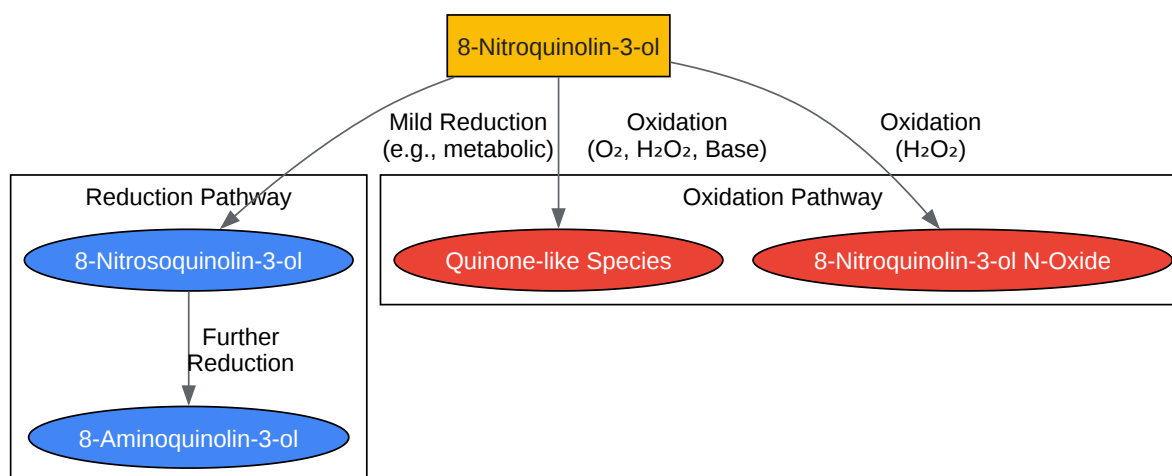 8-Nitroquinolin-3-ol
Mild Reduction
(e.g., metabolic)
Oxidation
(O₂, H₂O₂, Base)
Oxidation
(H₂O₂)
Reduction Pathway
Oxidation Pathway
8-Nitrosoquinolin-3-ol
Quinone-like Species
8-Nitroquinolin-3-ol N-Oxide
Further
Reduction
8-Aminoquinolin-3-ol